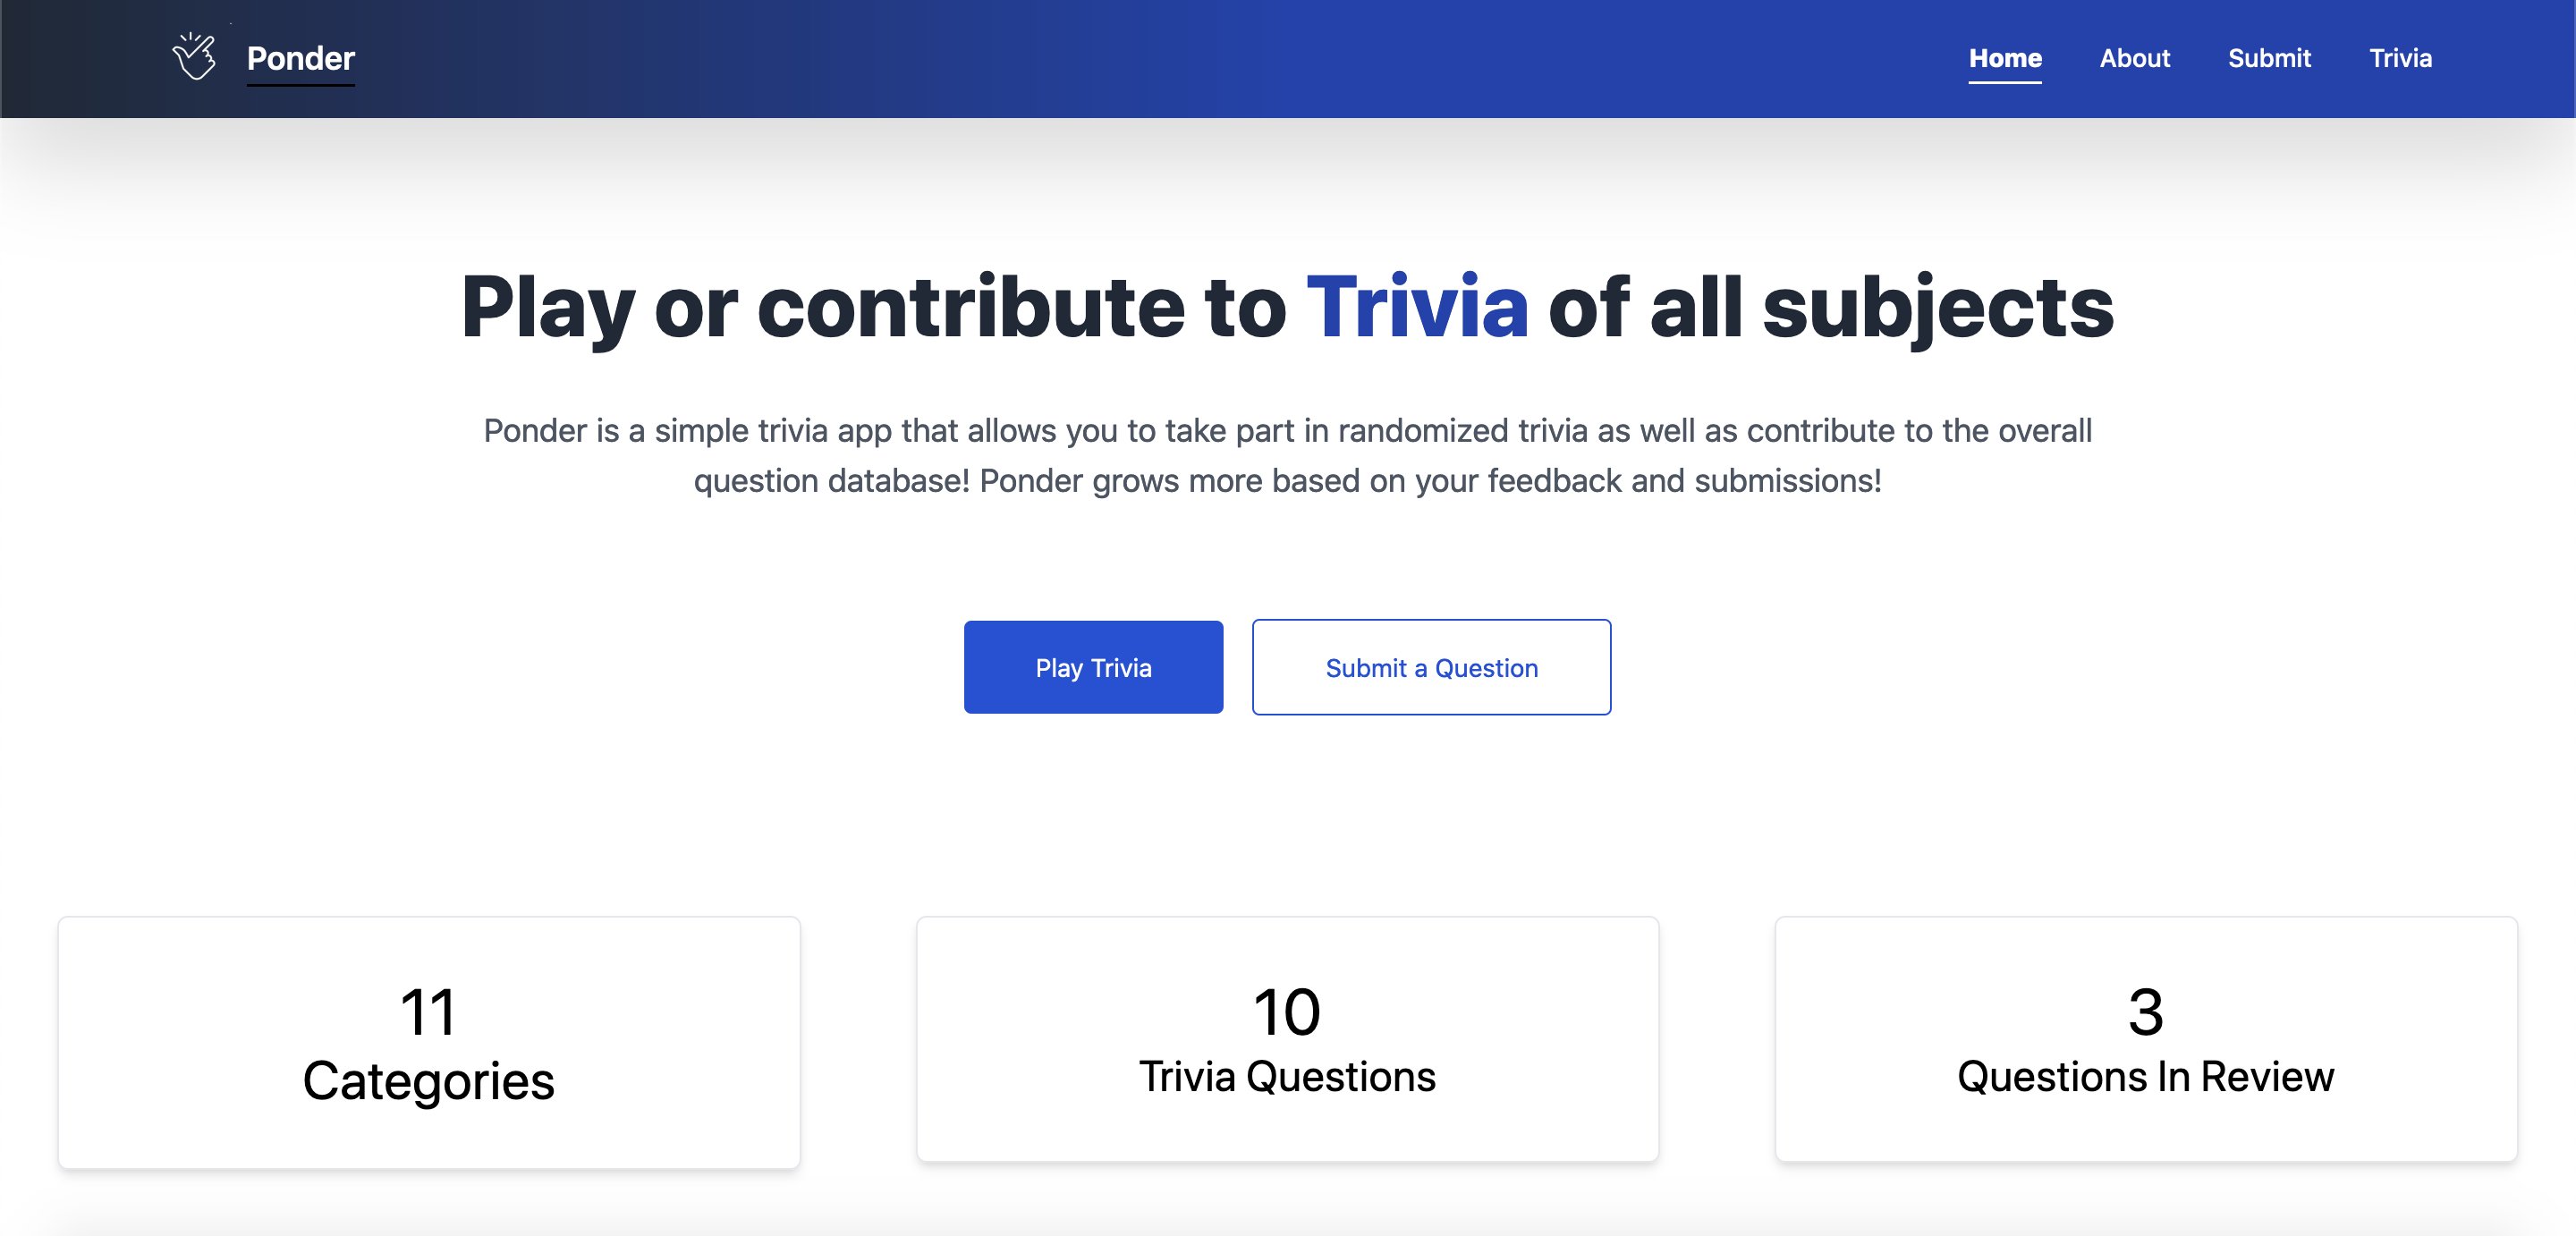 Ponder
Home About Submit Trivia
Play or contribute to Trivia of all subjects
Ponder is a simple trivia app that allows you to take part in randomized trivia as well as contribute to the overall
question database! Ponder grows more based on your feedback and submissions!
Play Trivia
Submit a Question
11
Categories
10
Trivia Questions
3
Questions In Review